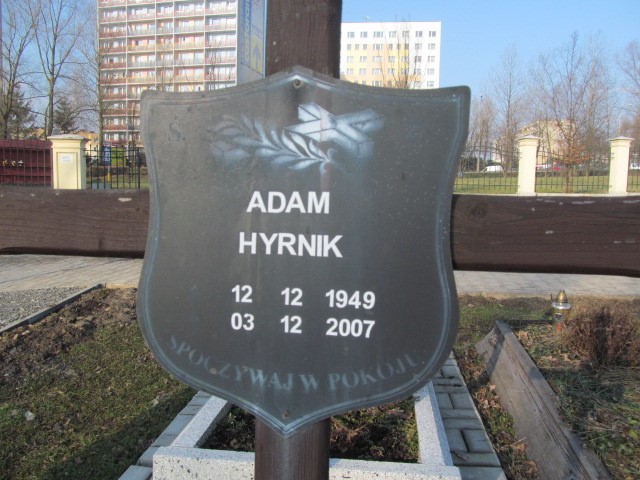 Ś.
ADAM
HYRNIK
12 12 1949
03 12 2007
SPOCZYWAJ W POKOJU